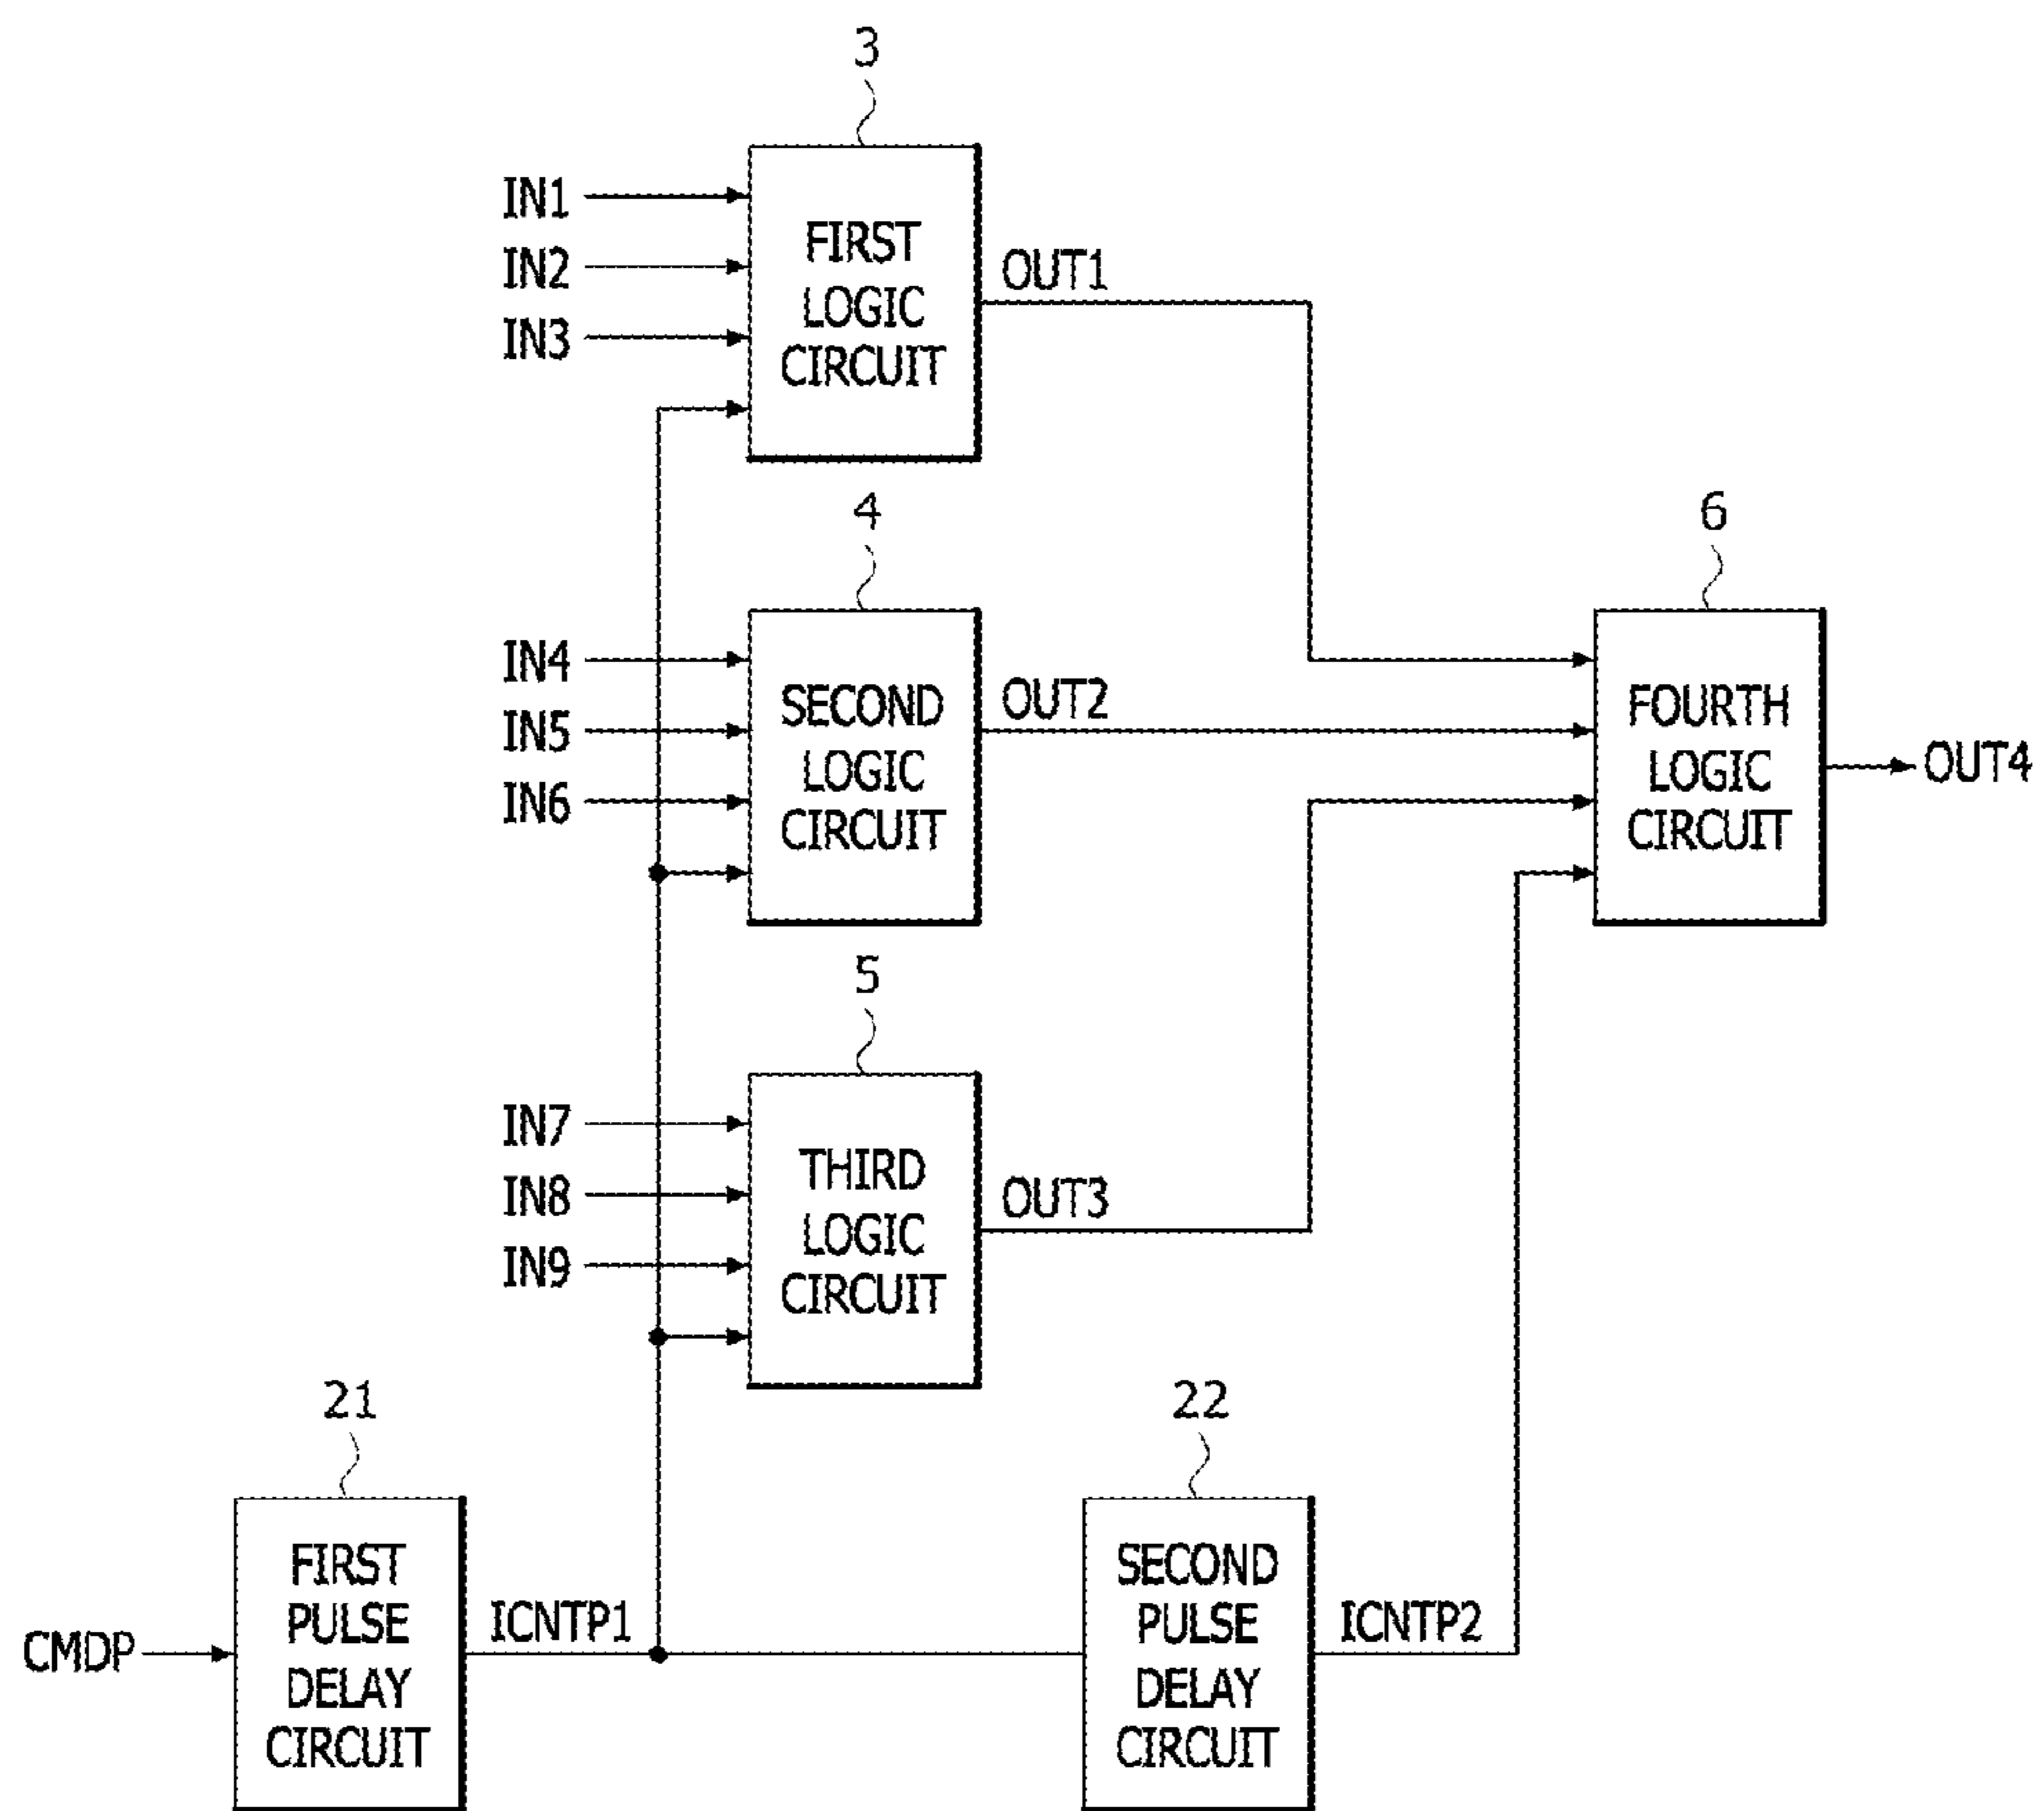 3
IN1
IN2
IN3
FIRST
LOGIC
CIRCUIT
OUT1
4
IN4
IN5
IN6
SECOND
LOGIC
CIRCUIT
OUT2
6
FOURTH
LOGIC
CIRCUIT
OUT4
5
IN7
IN8
IN9
THIRD
LOGIC
CIRCUIT
OUT3
21
CMDP
FIRST
PULSE
DELAY
CIRCUIT
ICNTP1
22
SECOND
PULSE
DELAY
CIRCUIT
ICNTP2